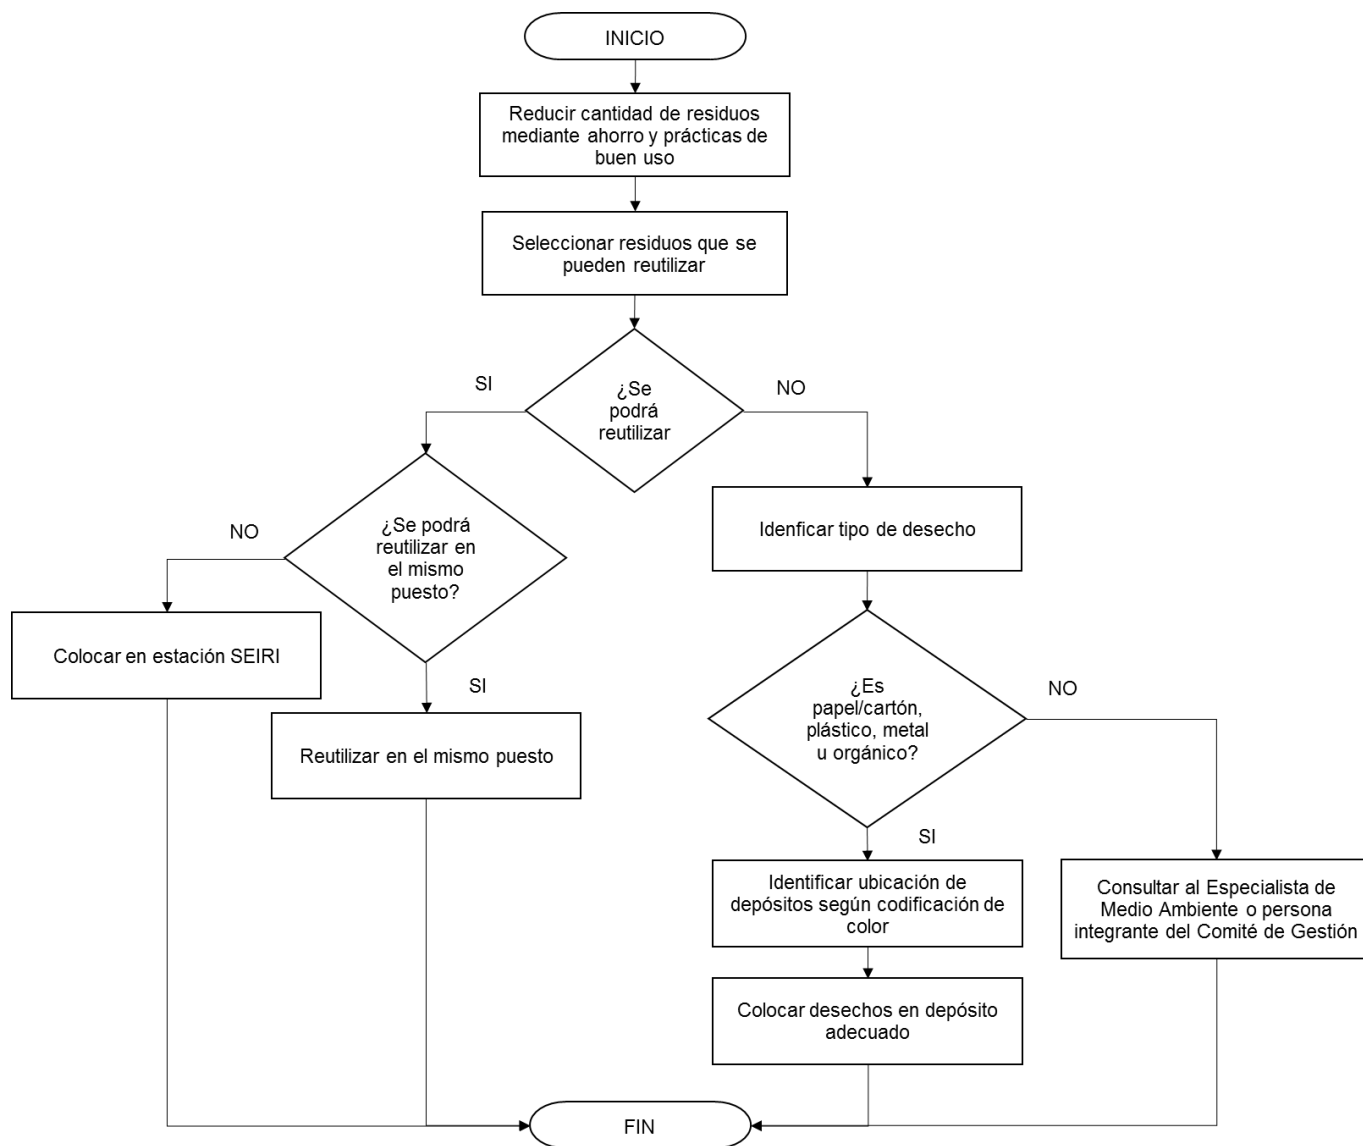 INICIO
Reducir cantidad de residuos
mediante ahorro y prácticas de
buen uso
Seleccionar residuos que se
pueden reutilizar
¿Se
podrá
reutilizar
SI
NO
¿Se podrá
reutilizar en
el mismo
puesto?
NO
SI
Colocar en estación SEIRI
Reutilizar en el mismo puesto
Idenficar tipo de desecho
¿Es
papel/cartón,
plástico, metal
u orgánico?
NO
SI
Identificar ubicación de
depósitos según codificación de
color
Colocar desechos en depósito
adecuado
Consultar al Especialista de
Medio Ambiente o persona
integrante del Comité de Gestión
FIN